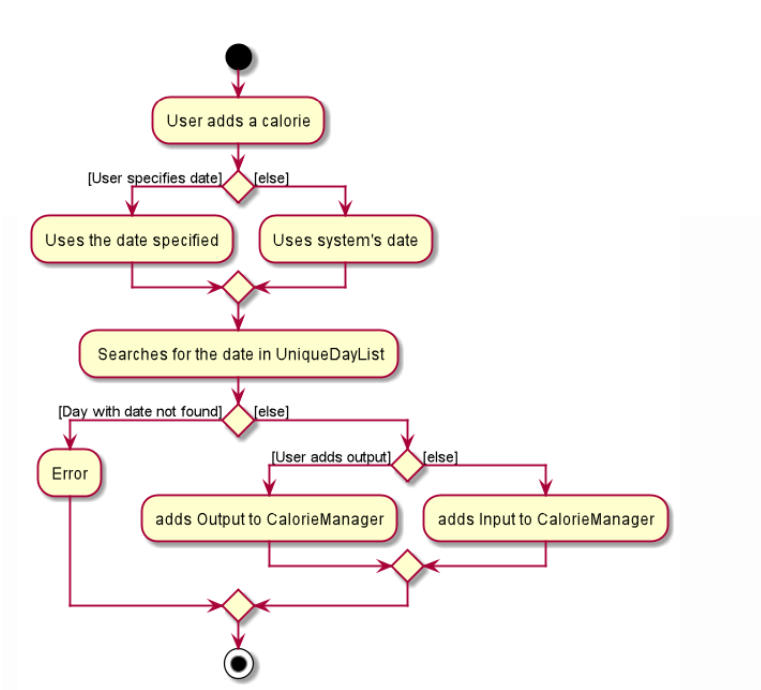 User adds a calorie
[User specifies date]
[else]
Uses the date specified
Uses system's date
Searches for the date in UniqueDayList
[Day with date not found]
[else]
Error
[User adds output]
[else]
adds Output to CalorieManager
adds Input to CalorieManager